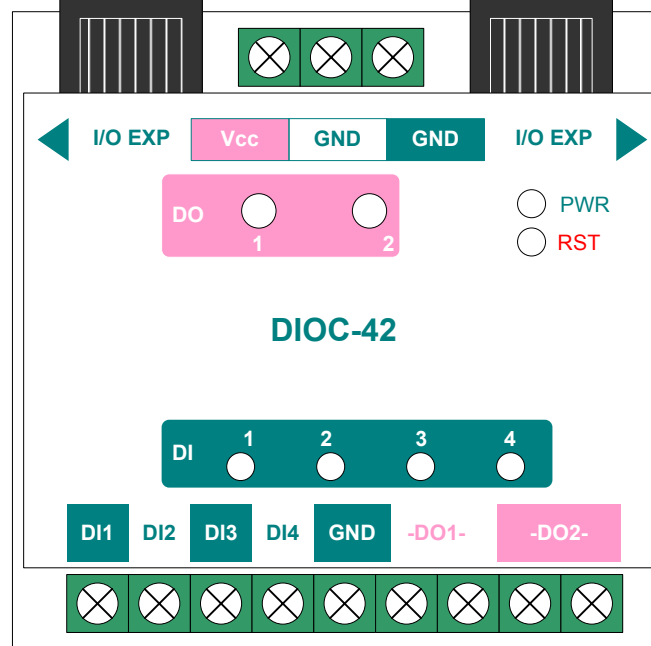 I/O EXP Vcc GND GND I/O EXP
DO 1 2
PWR
RST
DIOC-42
DI 1 2 3 4
DI1 DI2 DI3 DI4 GND -DO1- -DO2-